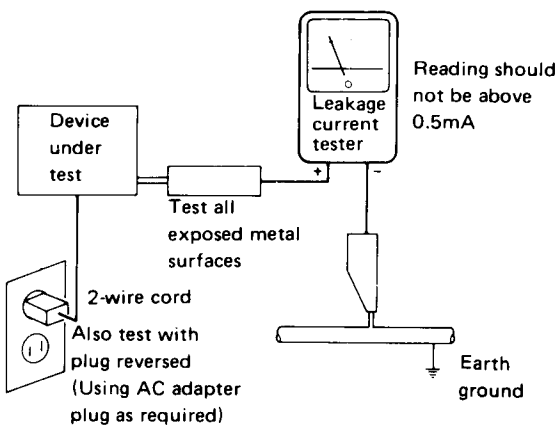 Device
under
test
Leakage
current
tester
+
-
Reading should
not be above
0.5mA
Test all
exposed metal
surfaces
2-wire cord
Also test with
plug reversed
(Using AC adapter
plug as required)
Earth
ground